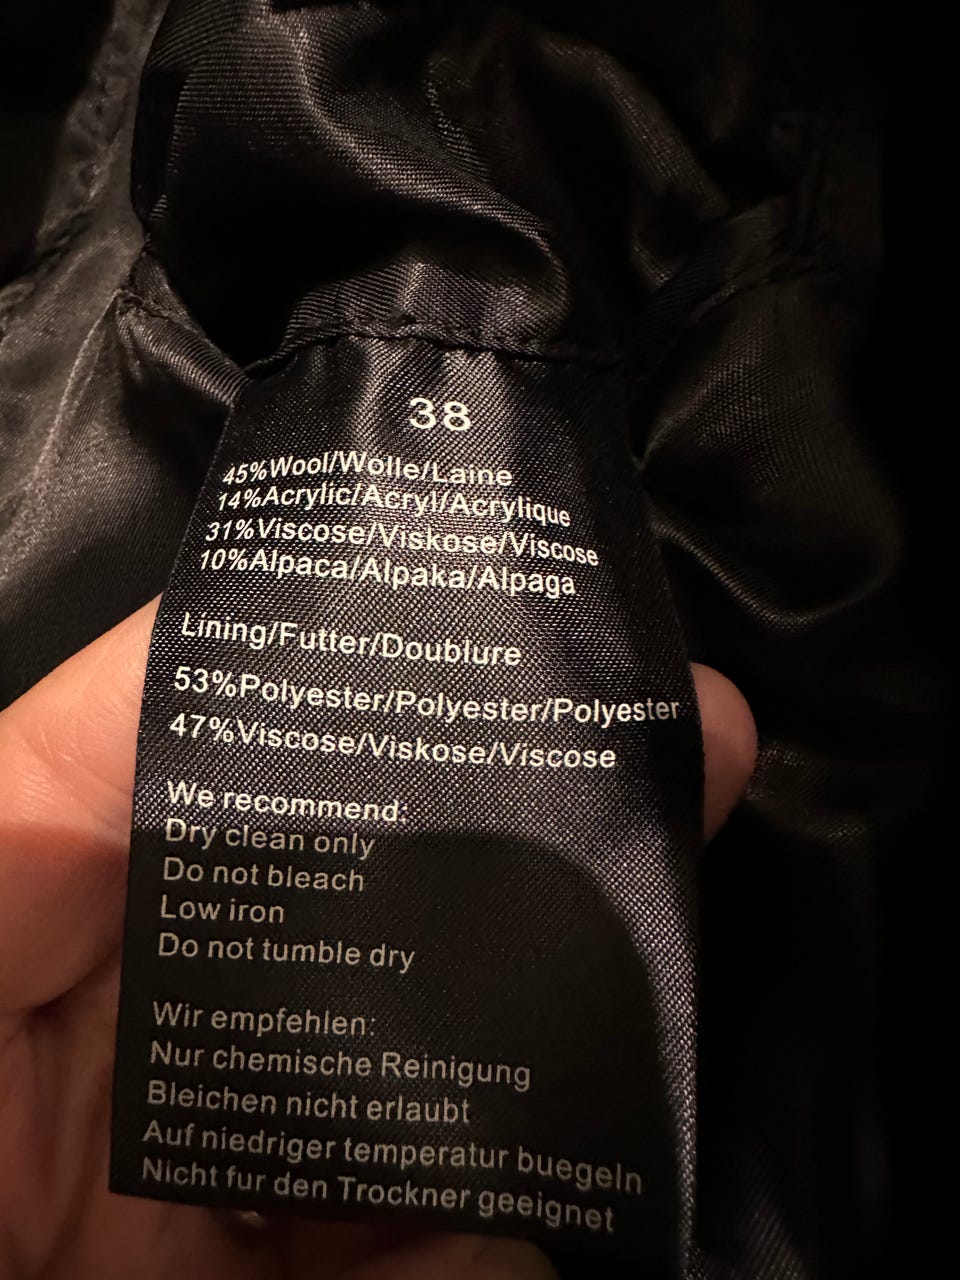 38
45%Wool/Wolle/Laine
14%Acrylic/Acryl/Acrylique
31%Viscose/Viskose/Viscose
10%Alpaca/Alpaka/Alpaga
Lining/Futter/Doublure
53%Polyester/Polyester/Polyester
47%Viscose/Viskose/Viscose
We recommend:
Dry clean only
Do not bleach
Low iron
Do not tumble dry
Wir empfehlen:
Nur chemische Reinigung
Bleichen nicht erlaubt
Auf niedriger temperatur buegeln
Nicht fur den Trockner geeignet